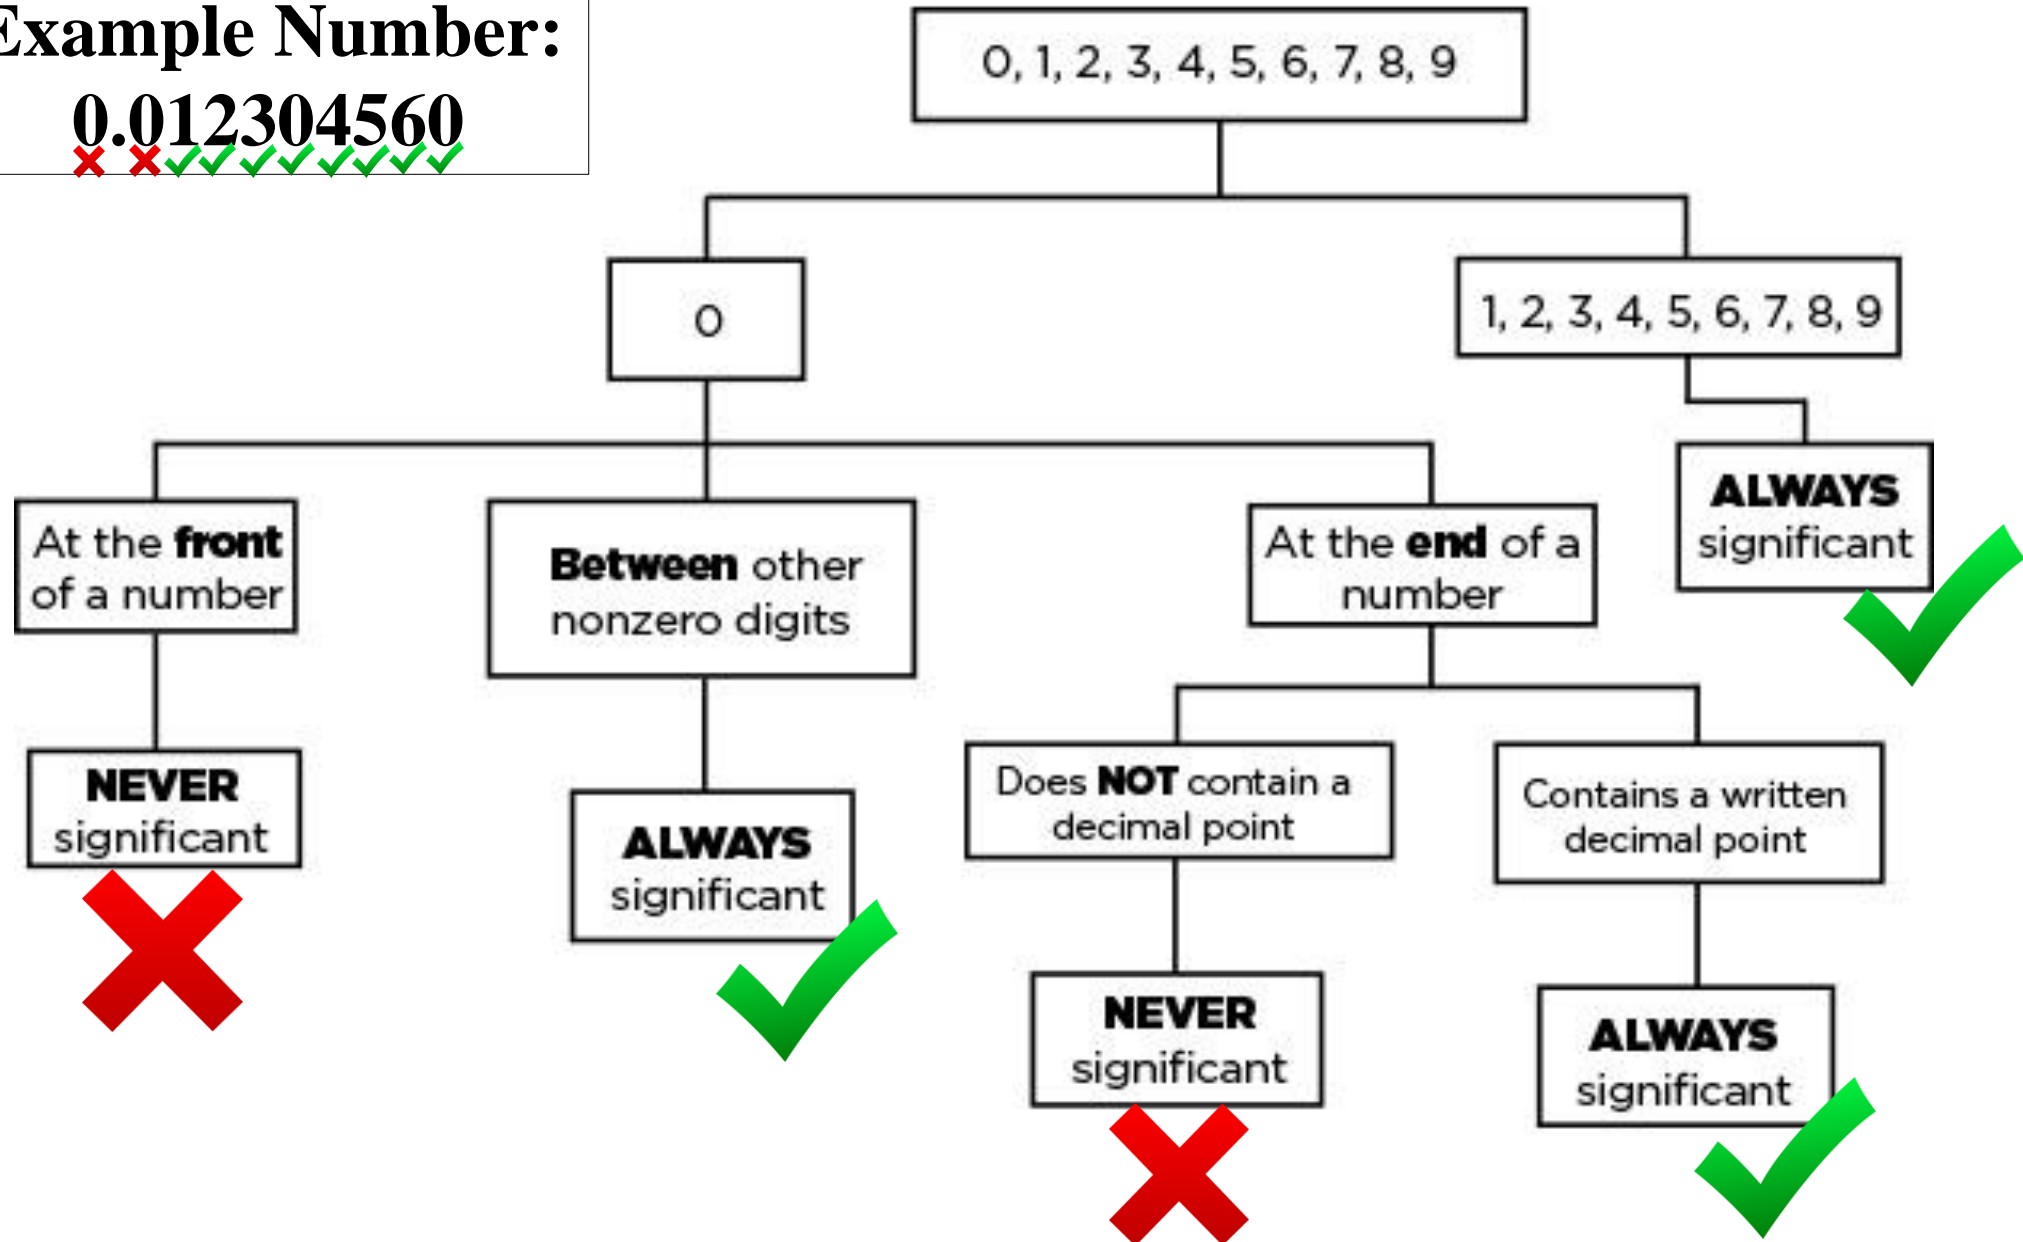 Example Number:
0.012304560
0, 1, 2, 3, 4, 5, 6, 7, 8, 9
0
1, 2, 3, 4, 5, 6, 7, 8, 9
At the front
of a number
Between other
nonzero digits
At the end of a
number
ALWAYS
significant
NEVER
significant
ALWAYS
significant
Does NOT contain a
decimal point
Contains a written
decimal point
NEVER
significant
ALWAYS
significant